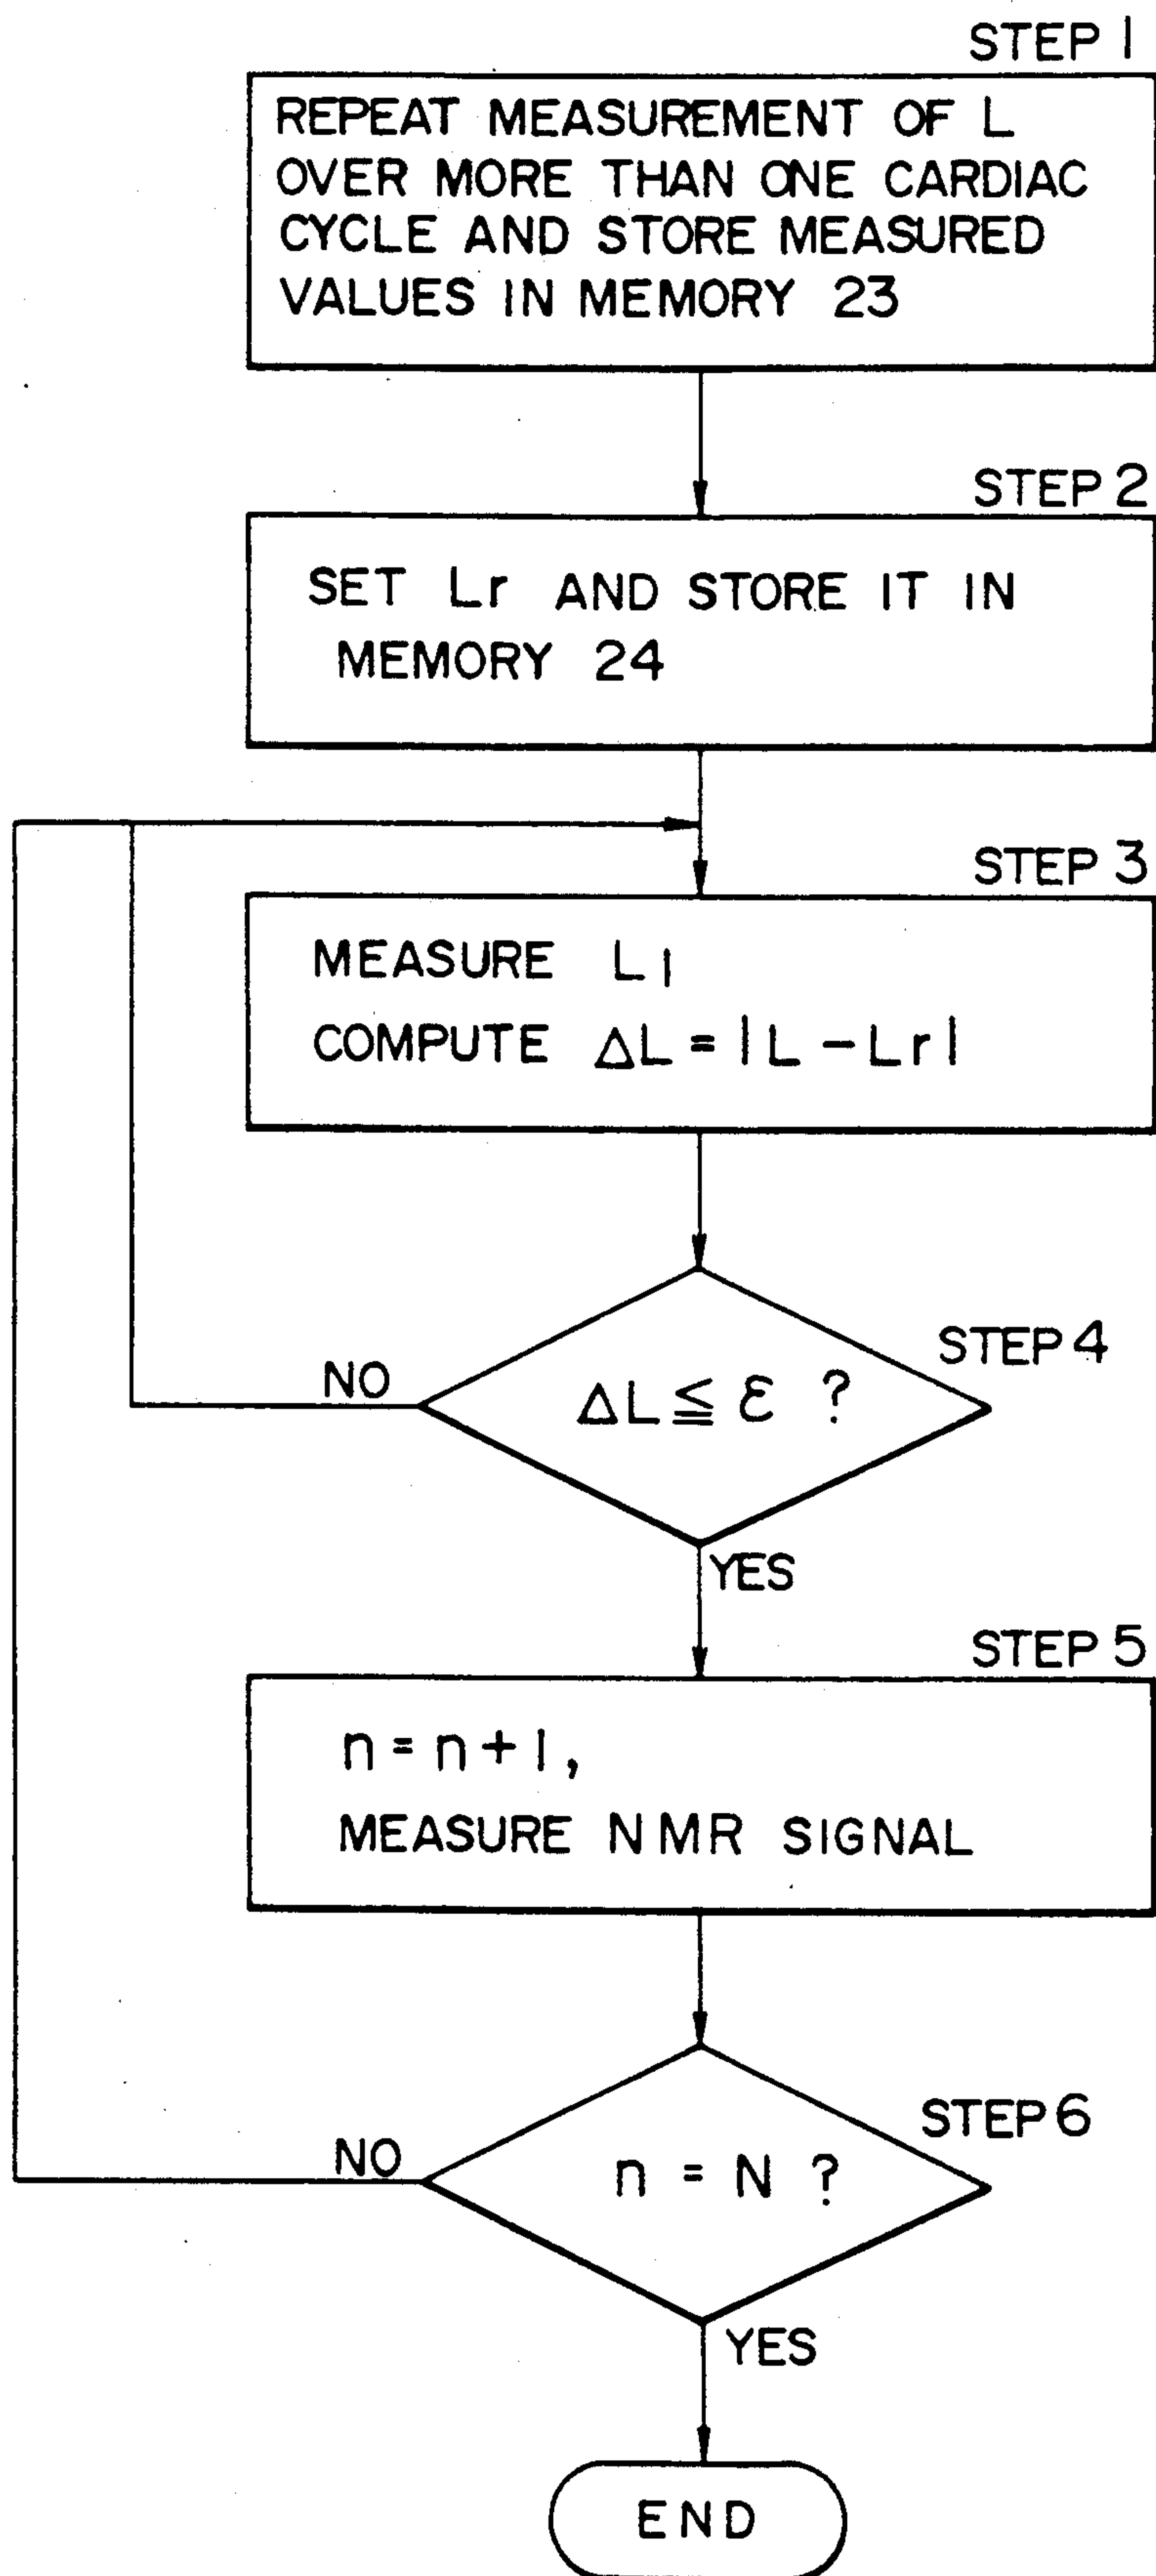 STEP 1
REPEAT MEASUREMENT OF L
OVER MORE THAN ONE CARDIAC
CYCLE AND STORE MEASURED
VALUES IN MEMORY 23
STEP 2
SET Lr AND STORE IT IN
MEMORY 24
STEP 3
MEASURE L1
COMPUTE ΔL = |L - Lr|
STEP 4
NO
ΔL ≦ ε ?
YES
STEP 5
n = n + 1,
MEASURE NMR SIGNAL
STEP 6
NO
n = N ?
YES
END